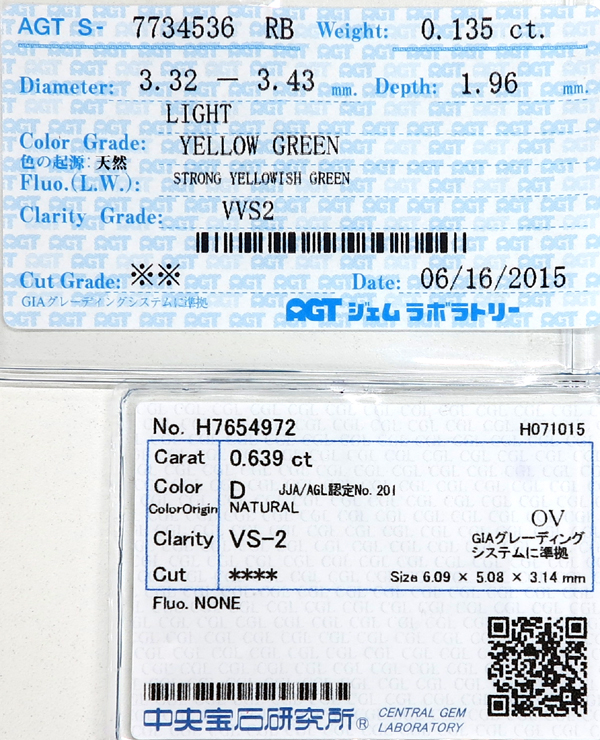 AGT S- 7734536 RB Weight: 0.135 ct.
Diameter: 3.32 — 3.43 mm. Depth: 1.96 mm.
LIGHT
Color Grade: YELLOW GREEN
色の起源: 天然
Fluo.(L.W.): STRONG YELLOWISH GREEN
Clarity Grade: VVS2
Cut Grade: ※※ Date: 06/16/2015
GIAグレーディングシステムに準拠
AGT ジェムラボラトリー
No. H7654972 H071015
Carat 0.639 ct
Color D JJA/AGL認定No. 201
ColorOrigin NATURAL
OV
Clarity VS-2 GIAグレーディング
システムに準拠
Cut **** Size 6.09 × 5.08 × 3.14 mm
Fluo. NONE
中央宝石研究所® CENTRAL GEM
LABORATORY